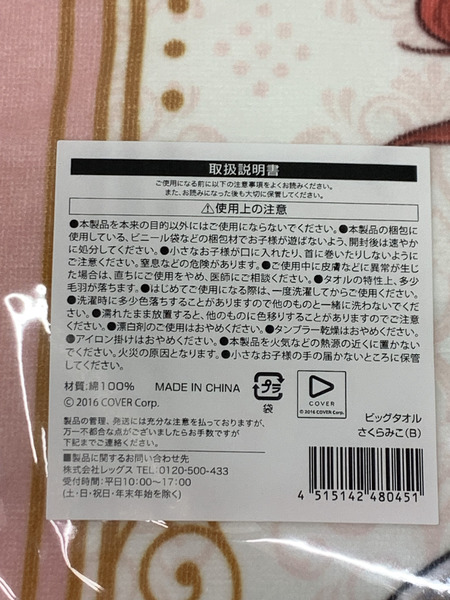 取扱説明書
ご使用になる前に以下の注意事項をよくお読みください。
また、お読みになった後も大切に保管してください。
⚠使用上の注意
●本製品を本来の目的以外にはご使用にならないでください。●本製品の梱包に
使用している、ビニール袋などの梱包材でお子様が遊ばないよう、開封後は速やか
に処分してください。●小さなお子様が口に入れたり、首に巻いたりしないように
ご注意ください。窒息などの危険があります。●ご使用中に皮膚などに異常が生じ
た場合は、直ちにご使用をやめ、医師にご相談ください。●タオルの特性上、多少
毛羽が落ちます。●はじめてご使用になる際は、一度洗濯してからご使用ください。
●洗濯時に多少色落ちすることがありますので他のものと一緒に洗わないでくだ
さい。●濡れたまま放置すると、他のものに色移りすることがありますのでご注意
ください。●漂白剤のご使用はおやめください。●タンブラー乾燥はおやめください。
●アイロン掛けはおやめください。●本製品を火気などの熱源の近くに置かない
でください。火災の原因となります。●小さなお子様の手の届かないところに保管
してください。
材質:綿100% MADE IN CHINA
© 2016 COVER Corp.
プラ
袋
COVER
© 2016 COVER Corp.
製品の管理、発送には充分な注意を払っておりますが、
万一不都合な点がございましたらお手数ですが
下記までご連絡ください。
■製品に関するお問い合わせ先
株式会社レッグス TEL:0120-500-433
受付時間:平日10:00〜17:00
(土・日・祝日・年末年始を除く)
ビッグタオル
さくらみこ(B)
4 515142 480451